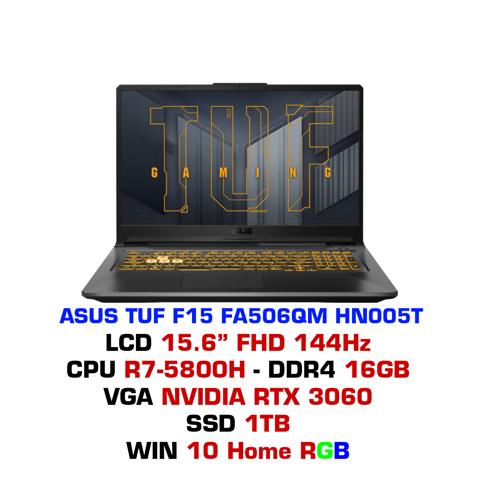 TUF
GAMING
ASUS
ASUS TUF F15 FA506QM HN005T
LCD 15.6” FHD 144Hz
CPU R7-5800H - DDR4 16GB
VGA NVIDIA RTX 3060
SSD 1TB
WIN 10 Home RGB